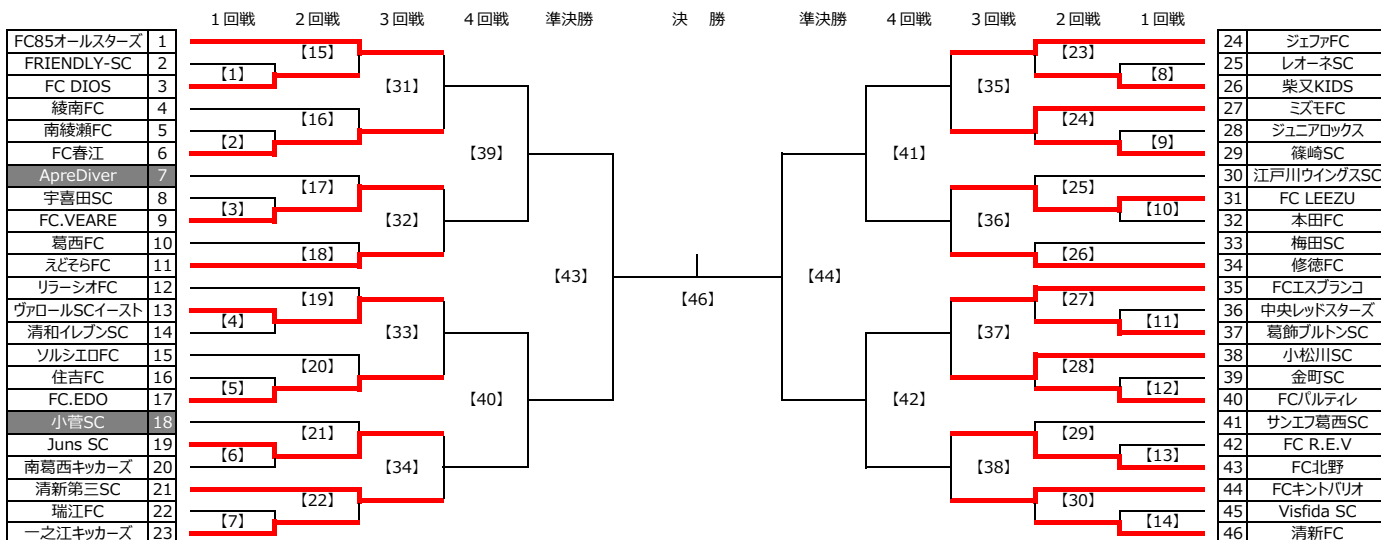 1回戦 2回戦 3回戦 4回戦 準決勝 決 勝 準決勝 4回戦 3回戦 2回戦 1回戦
FC85オールスターズ 1
FRIENDLY-SC 2
FC DIOS 3
綾南FC 4
南綾瀬FC 5
FC春江 6
ApreDiver 7
宇喜田SC 8
FC.VEARE 9
葛西FC 10
えどそらFC 11
リラーシオFC 12
ヴァロールSCイースト 13
清和イレブンSC 14
ソルシエロFC 15
住吉FC 16
FC.EDO 17
小菅SC 18
Juns SC 19
南葛西キッカーズ 20
清新第三SC 21
瑞江FC 22
一之江キッカーズ 23
【1】
【2】
【3】
【4】
【5】
【6】
【7】
【15】
【16】
【17】
【18】
【19】
【20】
【21】
【22】
【31】
【32】
【33】
【34】
【39】
【40】
【43】
【46】
【44】
【41】
【42】
【35】
【36】
【37】
【38】
【23】
【24】
【25】
【26】
【27】
【28】
【29】
【30】
【8】
【9】
【10】
【11】
【12】
【13】
【14】
24 ジェファFC
25 レオーネSC
26 柴又KIDS
27 ミズモFC
28 ジュニアロックス
29 篠崎SC
30 江戸川ウイングスSC
31 FC LEEZU
32 本田FC
33 梅田SC
34 修徳FC
35 FCエスブランコ
36 中央レッドスターズ
37 葛飾ブルトンSC
38 小松川SC
39 金町SC
40 FCパルティレ
41 サンエフ葛西SC
42 FC R.E.V
43 FC北野
44 FCキントバリオ
45 Visfida SC
46 清新FC